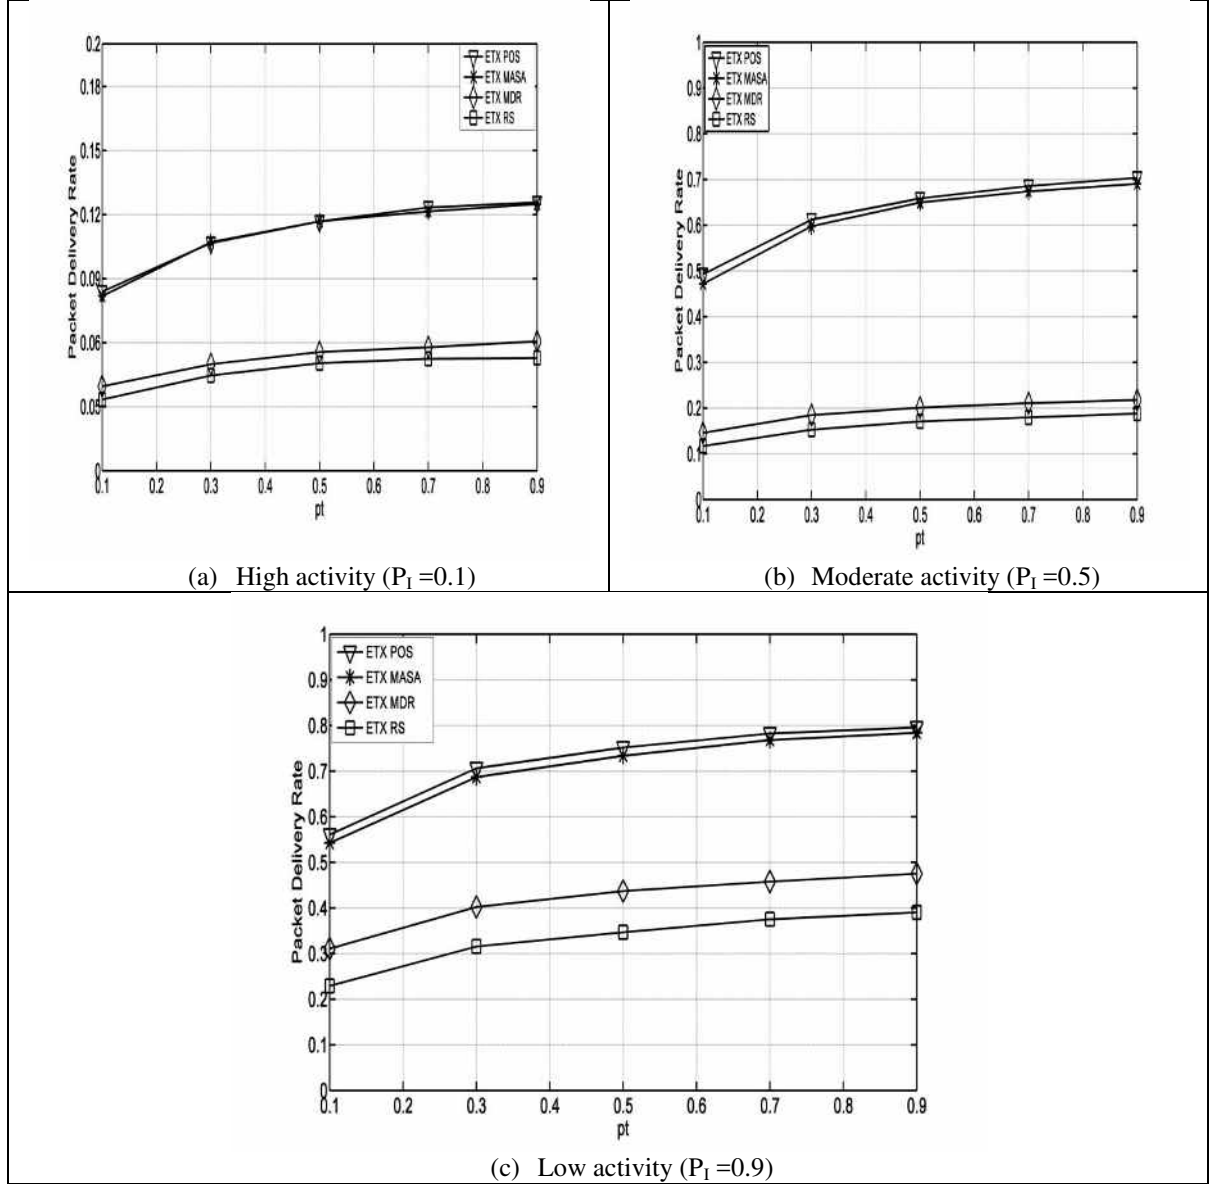 0.2
0.18
0.15
0.12
0.09
0.06
0.05
0
Packet Delivery Rate
ETX POS
ETX MASA
ETX MDR
ETX RS
0.1 0.2 0.3 0.4 0.5 0.6 0.7 0.8 0.9
pt
(a) High activity (P_I =0.1)
1
0.9
0.8
0.7
0.6
0.5
0.4
0.3
0.2
0.1
0
Packet Delivery Rate
ETX POS
ETX MASA
ETX MDR
ETX RS
0.1 0.2 0.3 0.4 0.5 0.6 0.7 0.8 0.9
pt
(b) Moderate activity (P_I =0.5)
1
0.9
0.8
0.7
0.6
0.5
0.4
0.3
0.2
0.1
0
Packet Delivery Rate
ETX POS
ETX MASA
ETX MDR
ETX RS
0.1 0.2 0.3 0.4 0.5 0.6 0.7 0.8 0.9
pt
(c) Low activity (P_I =0.9)